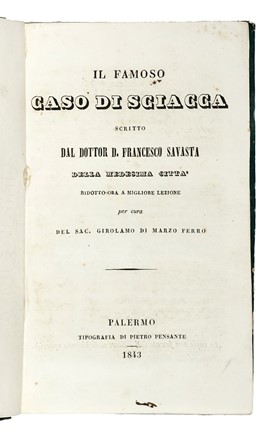 IL FAMOSO
CASO DI SCIACCA
SCRITTO
DAL DOTTOR D. FRANCESCO SAVASTA
DELLA MEDESIMA CITTA'
RIDOTTO-ORA A MIGLIORE LEZIONE
per cura
DEL SAC. GIROLAMO DI MARZO FERRO
PALERMO
TIPOGRAFIA DI PIETRO PENSANTE
1843